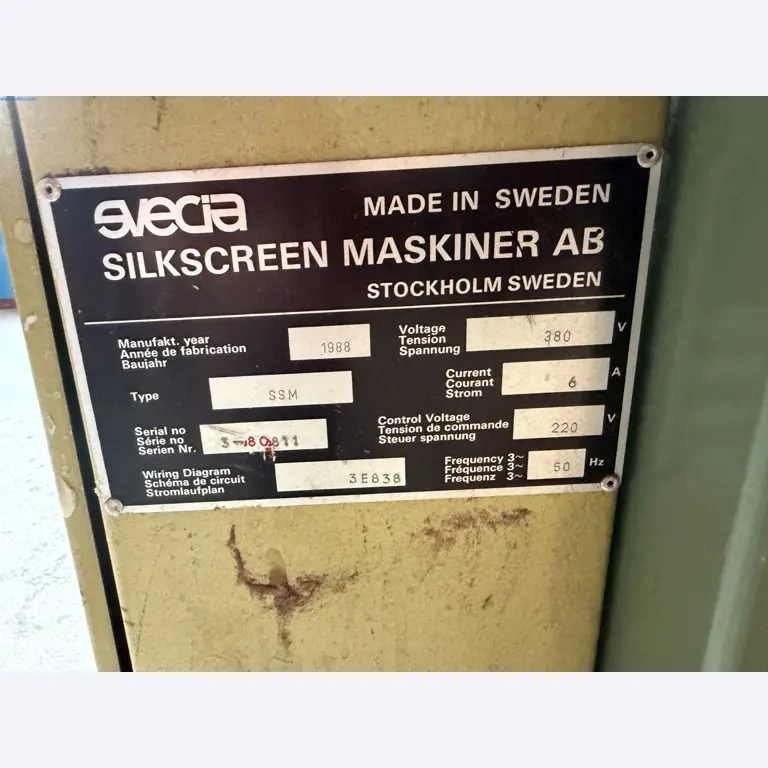 svecia
MADE IN SWEDEN
SILKSCREEN MASKINER AB
STOCKHOLM SWEDEN
Manufakt. year
Année de fabrication
Baujahr
1988
Type
SSM
Serial no
Série no
Serien Nr.
Wiring Diagram
Schéma de circuit
Stromlaufplan
3E838
Voltage
Tension
Spannung
380
V
Current
Courant
Strom
6
A
Control Voltage
Tension de commande
Steuer spannung
220
V
Frequency 3~
Fréquence 3~
Frequenz 3~
50
Hz